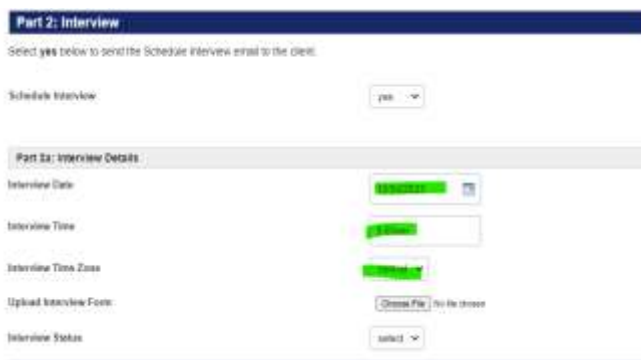 Part 2: Interview
Select yes below to send the Schedule interview email to the client.
Schedule Interview
yes
Part 2a: Interview Details
Interview Date
Interview Time
Interview Time Zone
Upload Interview Form
Choose File No file chosen
Interview Status
select